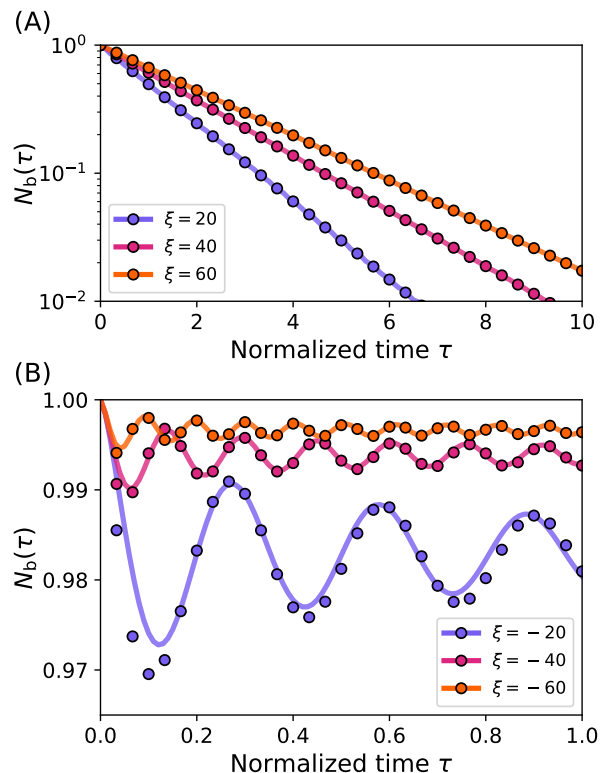 (A)
10⁰
10⁻¹
10⁻²
N_b(τ)
ξ = 20
ξ = 40
ξ = 60
0 2 4 6 8 10
Normalized time τ
(B)
1.00
0.99
0.98
0.97
N_b(τ)
ξ = − 20
ξ = − 40
ξ = − 60
0.0 0.2 0.4 0.6 0.8 1.0
Normalized time τ